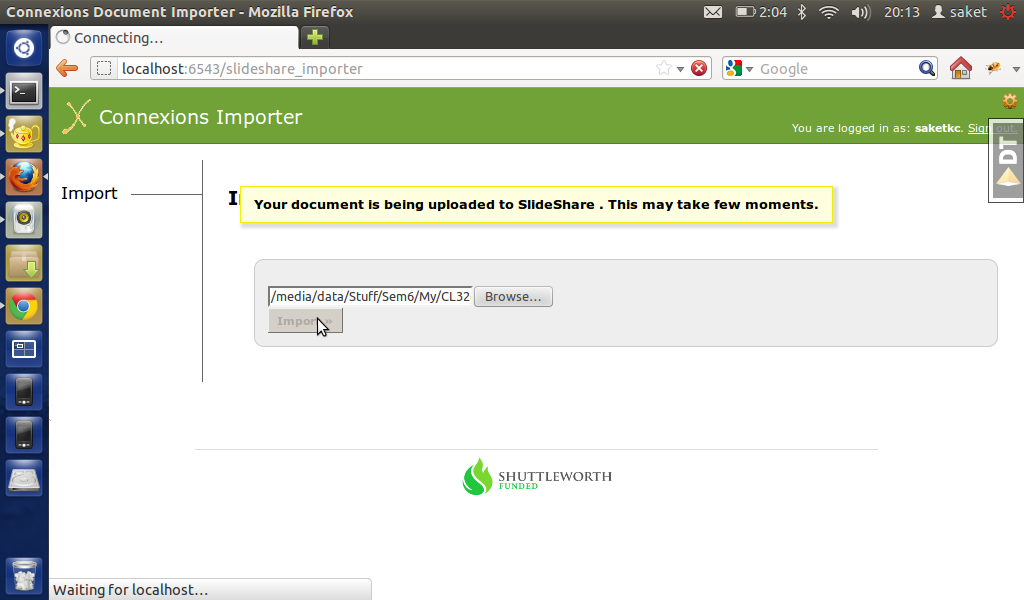 Connexions Document Importer - Mozilla Firefox
2:04
20:13
saket
Connecting...
localhost:6543/slideshare_importer
Google
Connexions Importer
You are logged in as: saketkc. Sign out.
DT
Import
Your document is being uploaded to SlideShare . This may take few moments.
/media/data/Stuff/Sem6/My/CL32
Browse...
Import »
SHUTTLEWORTH
FUNDED
Waiting for localhost...